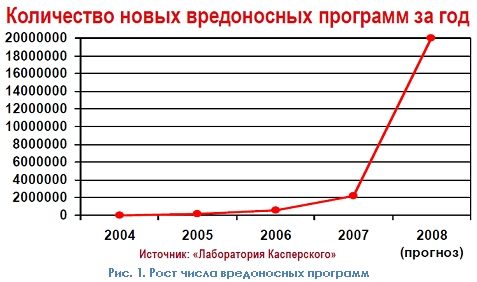 Количество новых вредоносных программ за год
20000000
18000000
16000000
14000000
12000000
10000000
8000000
6000000
4000000
2000000
0
2004 2005 2006 2007 2008
(прогноз)
Источник: «Лаборатория Касперского»
Рис. 1. Рост числа вредоносных программ